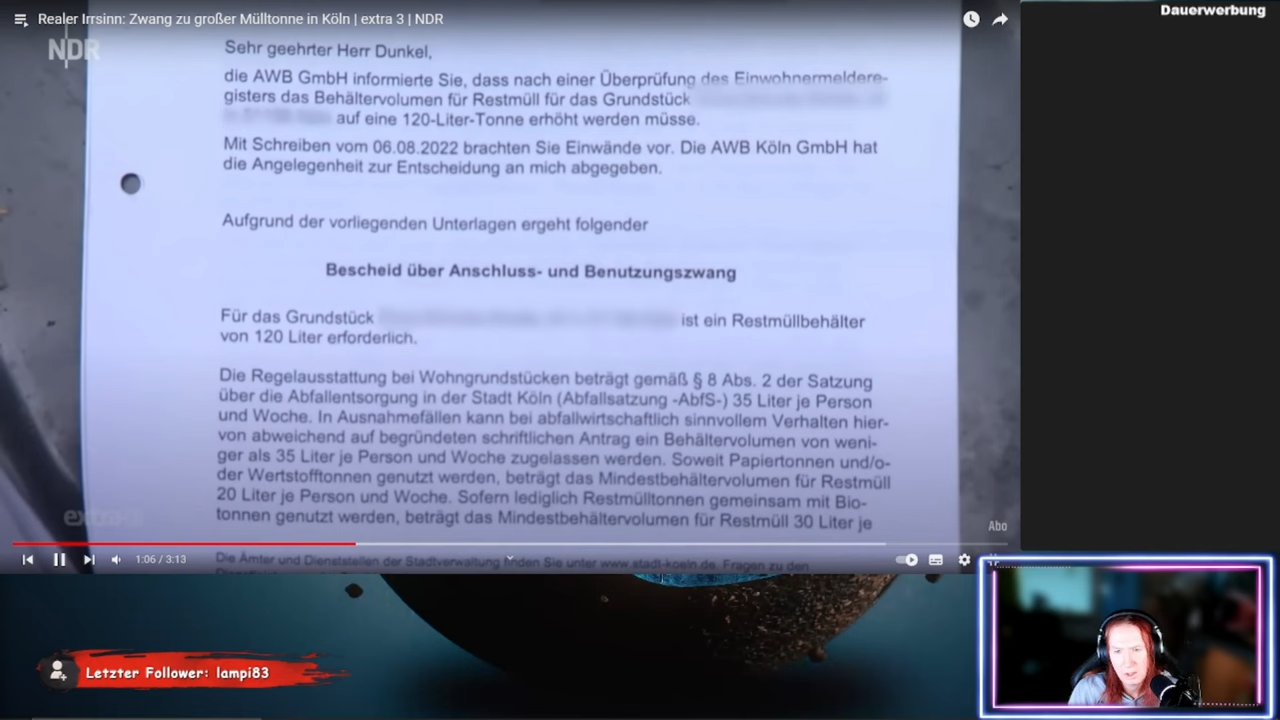 Realer Irrsinn: Zwang zu großer Mülltonne in Köln | extra 3 | NDR
Dauerwerbung
NDR
Sehr geehrter Herr Dunkel,
die AWB GmbH informierte Sie, dass nach einer Überprüfung des Einwohnermeldere-
gisters das Behältervolumen für Restmüll für das Grundstück
auf eine 120-Liter-Tonne erhöht werden müsse.
Mit Schreiben vom 06.08.2022 brachten Sie Einwände vor. Die AWB Köln GmbH hat
die Angelegenheit zur Entscheidung an mich abgegeben.
Aufgrund der vorliegenden Unterlagen ergeht folgender
Bescheid über Anschluss- und Benutzungszwang
Für das Grundstück ist ein Restmüllbehälter
von 120 Liter erforderlich.
Die Regelausstattung bei Wohngrundstücken beträgt gemäß § 8 Abs. 2 der Satzung
über die Abfallentsorgung in der Stadt Köln (Abfallsatzung -AbfS-) 35 Liter je Person
und Woche. In Ausnahmefällen kann bei abfallwirtschaftlich sinnvollem Verhalten hier-
von abweichend auf begründeten schriftlichen Antrag ein Behältervolumen von weni-
ger als 35 Liter je Person und Woche zugelassen werden. Soweit Papiertonnen und/o-
der Wertstofftonnen genutzt werden, beträgt das Mindestbehältervolumen für Restmüll
20 Liter je Person und Woche. Sofern lediglich Restmülltonnen gemeinsam mit Bio-
tonnen genutzt werden, beträgt das Mindestbehältervolumen für Restmüll 30 Liter je
extra 3
Abo
1:06 / 3:13
Die Ämter und Dienststellen der Stadtverwaltung finden Sie unter www.stadt-koeln.de. Fragen zu den
Letzter Follower: lampi83